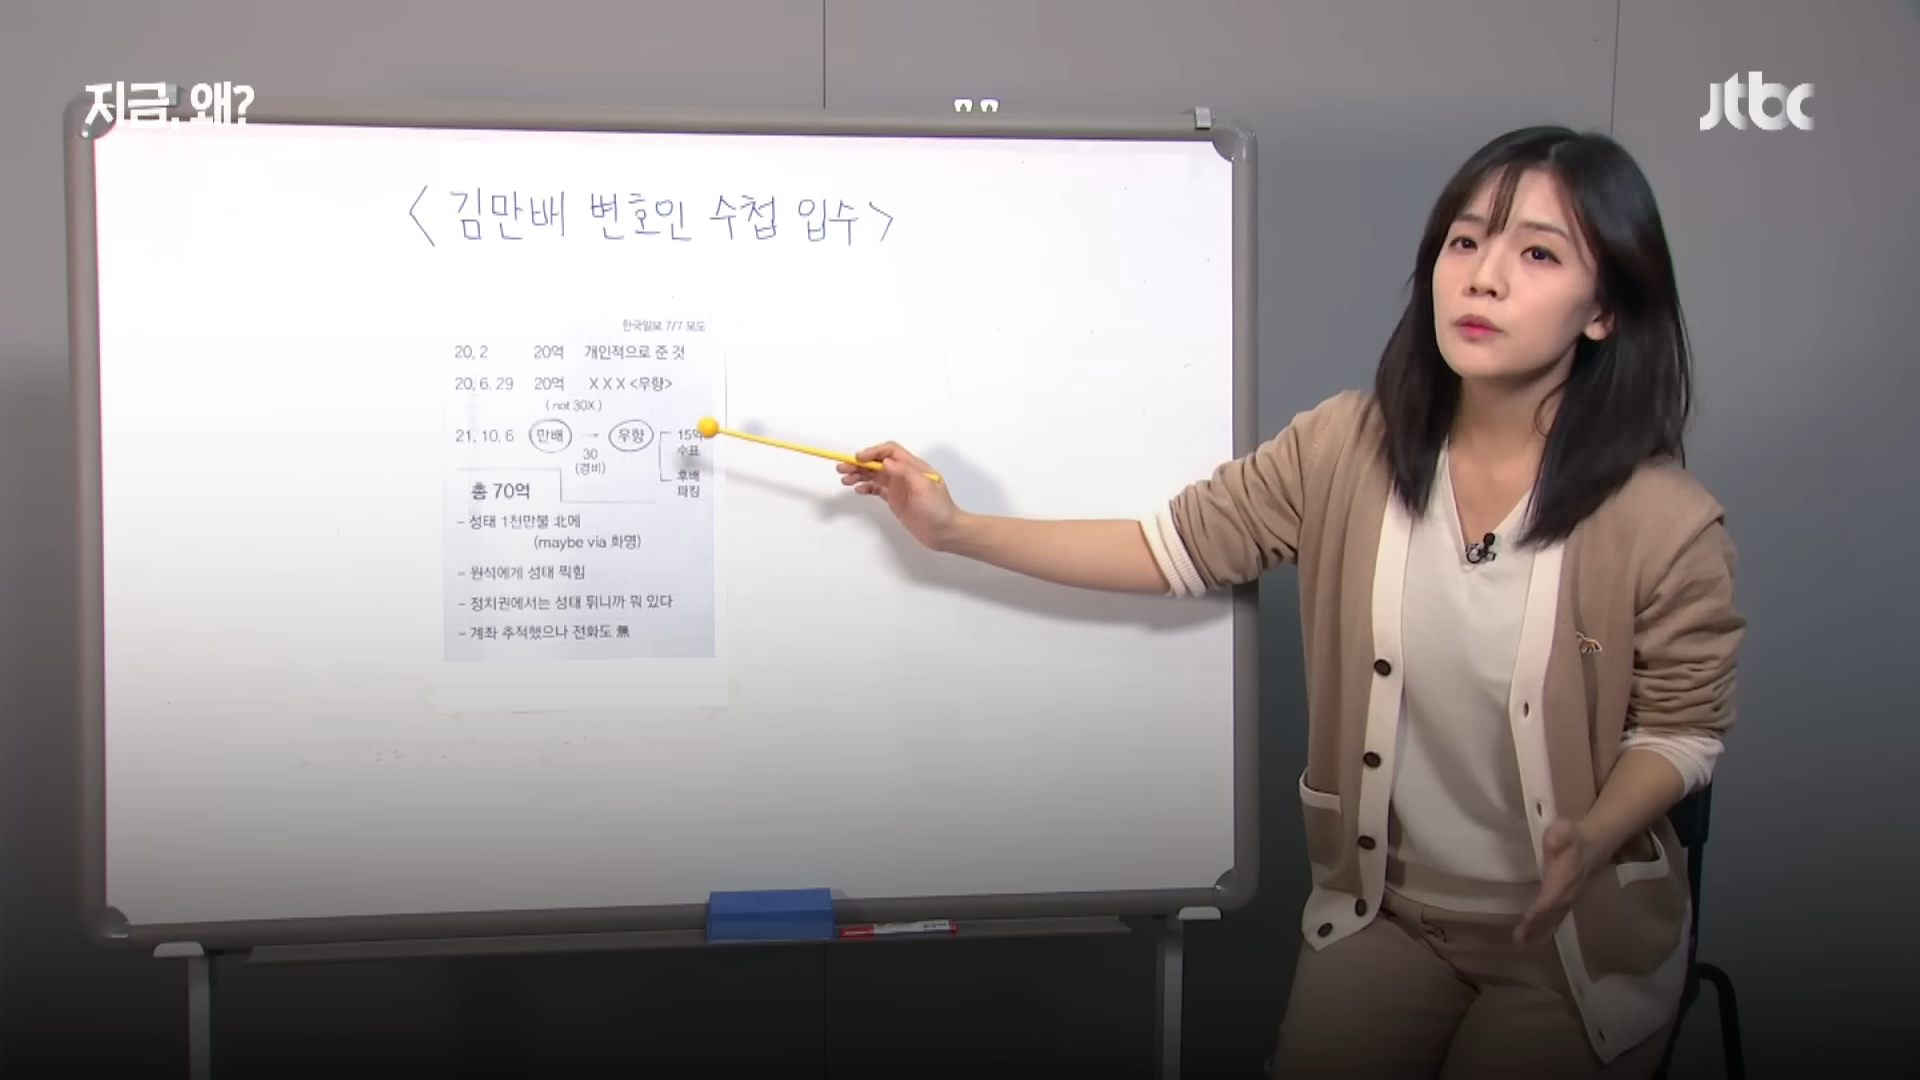 지금, 왜?
jtbc
<김만배 변호인 수첩 입수>
한국일보 7/7 보도
20, 2 20억 개인적으로 준 것
20, 6. 29 20억 X X X <우향>
( not 30X )
21, 10, 6 만배 → 우향 15억
수표
30
(경비)
후배
파킹
총 70억
– 성태 1천만불 北에
(maybe via 화명)
– 원석에게 성태 찍힘
– 정치권에서는 성태 튀니까 뭐 있다
– 계좌 추적했으나 전화도 無